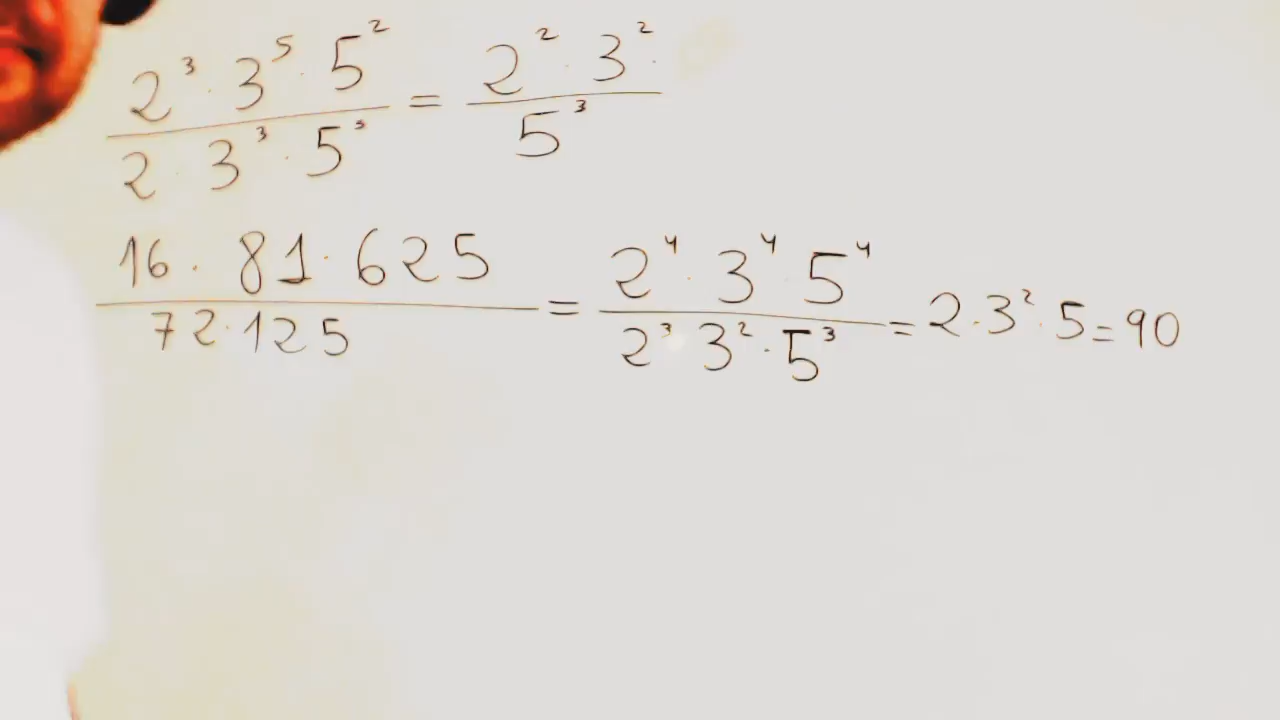 2³·3⁵·5² / 2·3³·5⁵ = 2²·3²· / 5³
16·81·625 / 72·125 = 2⁴·3⁴·5⁴ / 2³·3²·5³ = 2·3²·5 = 90